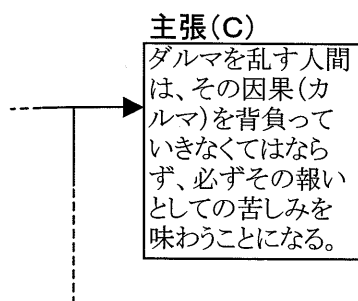 主張(C)
ダルマを乱す人間
は、その因果(カ
ルマ)を背負って
いきなくてはなら
ず、必ずその報い
としての苦しみを
味わうことになる。